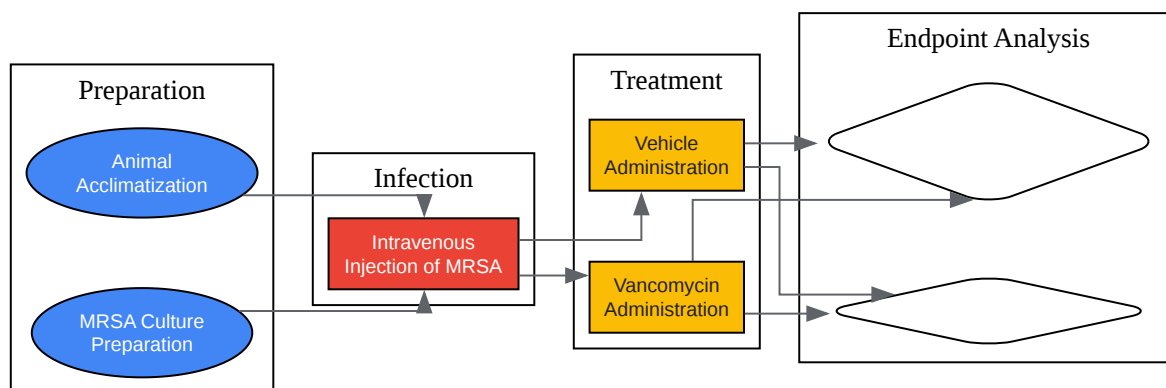 Preparation
Animal
Acclimatization
MRSA Culture
Preparation
Infection
Intravenous
Injection of MRSA
Treatment
Vehicle
Administration
Vancomycin
Administration
Endpoint Analysis